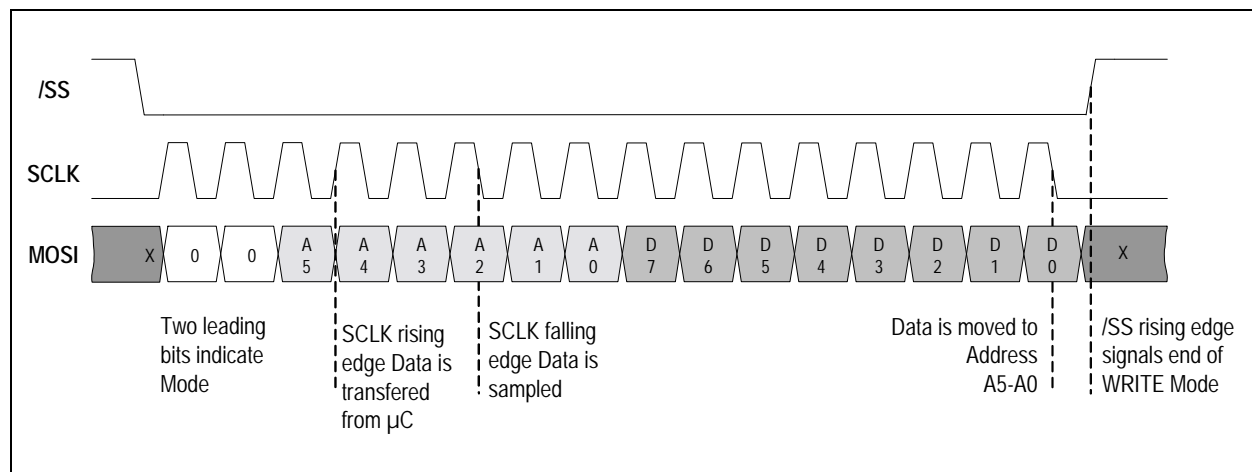 /SS
SCLK
MOSI
X
0
0
A
5
A
4
A
3
A
2
A
1
A
0
D
7
D
6
D
5
D
4
D
3
D
2
D
1
D
0
X
Two leading
bits indicate
Mode
SCLK rising
edge Data is
transfered
from µC
SCLK falling
edge Data is
sampled
Data is moved to
Address
A5-A0
/SS rising edge
signals end of
WRITE Mode